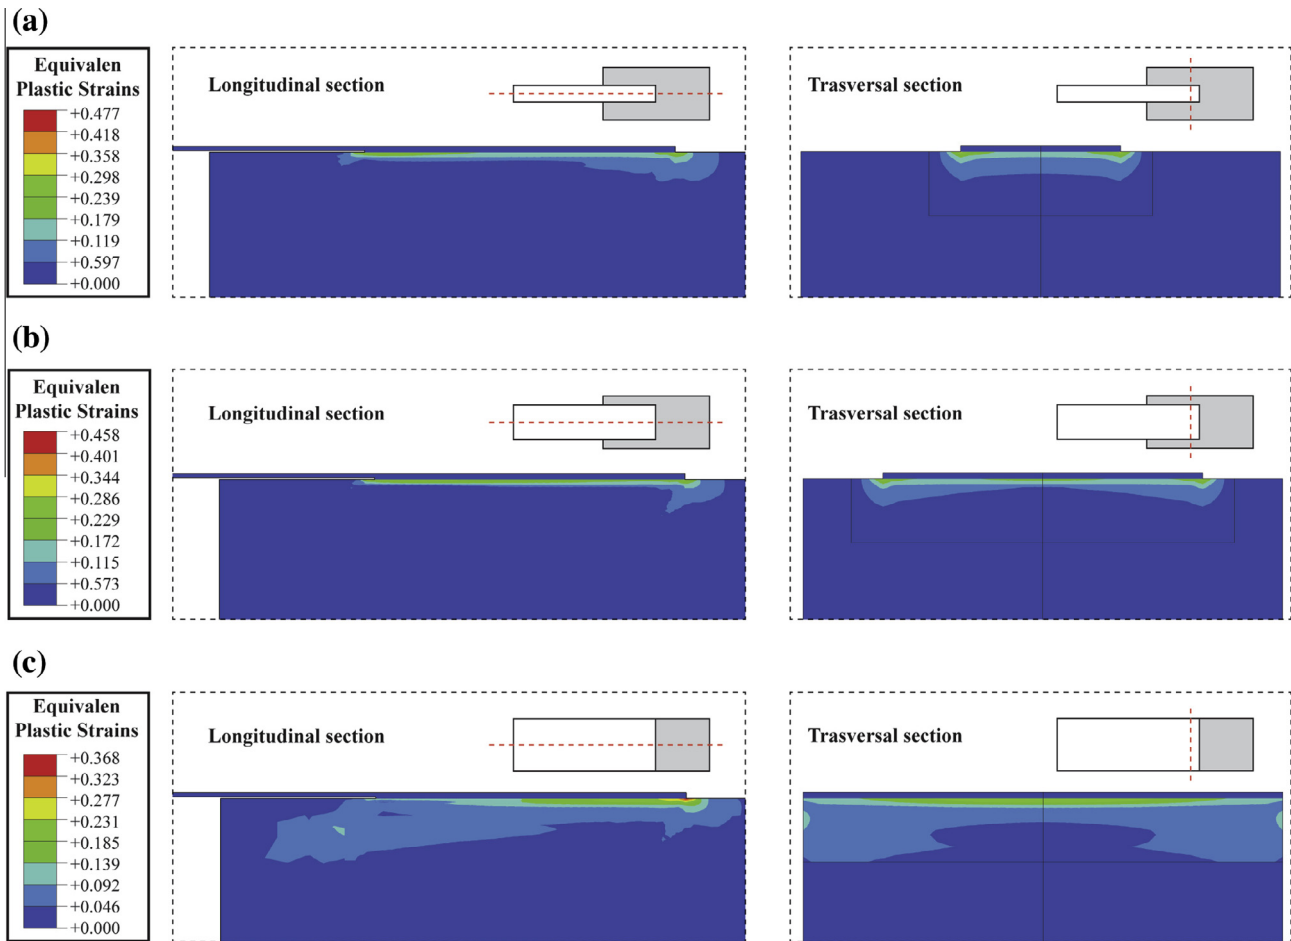 (a)
Equivalen
Plastic Strains
+0.477
+0.418
+0.358
+0.298
+0.239
+0.179
+0.119
+0.597
+0.000
Longitudinal section
Trasversal section
(b)
Equivalen
Plastic Strains
+0.458
+0.401
+0.344
+0.286
+0.229
+0.172
+0.115
+0.573
+0.000
Longitudinal section
Trasversal section
(c)
Equivalen
Plastic Strains
+0.368
+0.323
+0.277
+0.231
+0.185
+0.139
+0.092
+0.046
+0.000
Longitudinal section
Trasversal section